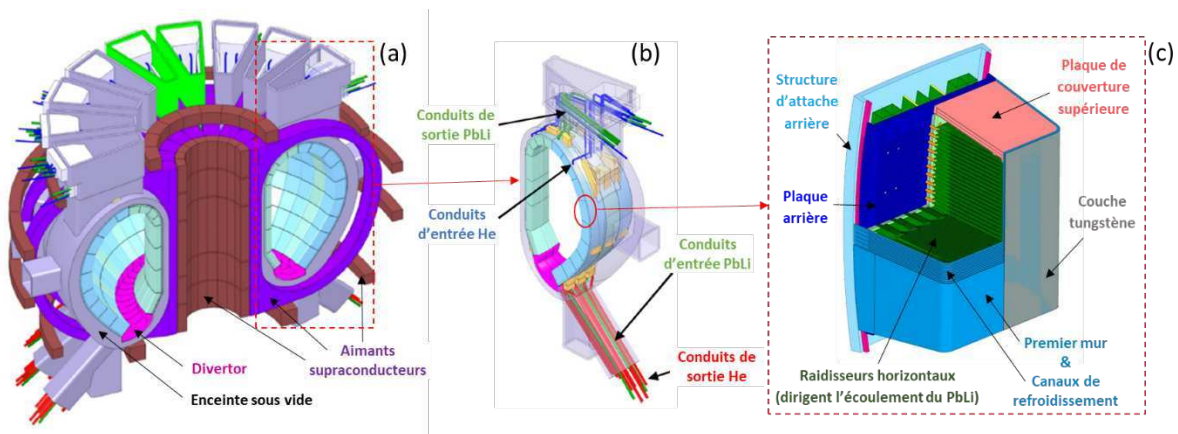 (a)
Divertor
Enceinte sous vide
Aimants
supraconducteurs
(b)
Conduits de
sortie PbLi
Conduits
d'entrée He
Conduits
d'entrée PbLi
Conduits de
sortie He
(c)
Structure
d'attache
arrière
Plaque de
couverture
supérieure
Plaque
arrière
Couche
tungstène
Premier mur
&
Canaux de
refroidissement
Raidisseurs horizontaux
(dirigent l'écoulement du PbLi)